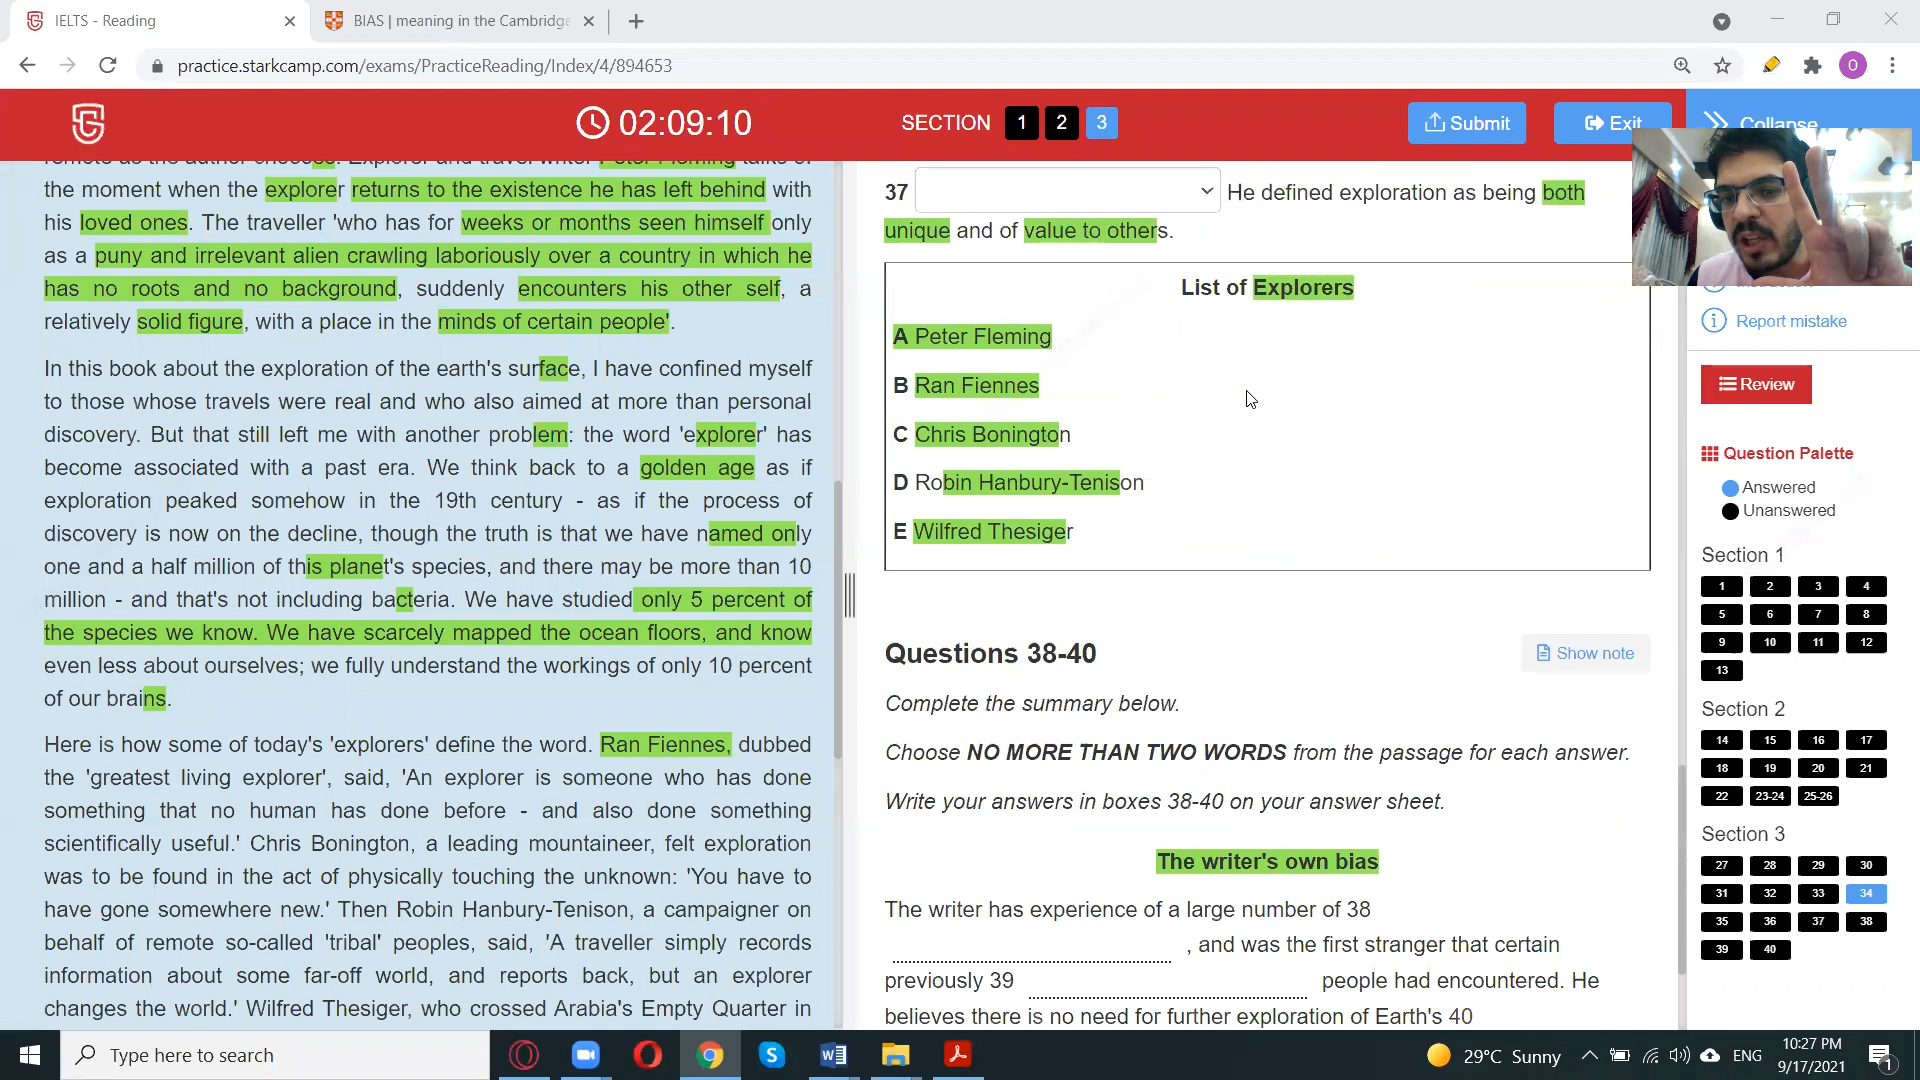 IELTS - Reading
BIAS | meaning in the Cambridge
practice.starkcamp.com/exams/PracticeReading/Index/4/894653
O
02:09:10
SECTION 1 2 3
Submit
Exit
Collapse
remote as the author chooses. Explorer and travel writer Peter Fleming talks of
the moment when the explorer returns to the existence he has left behind with
his loved ones. The traveller 'who has for weeks or months seen himself only
as a puny and irrelevant alien crawling laboriously over a country in which he
has no roots and no background, suddenly encounters his other self, a
relatively solid figure, with a place in the minds of certain people'.
In this book about the exploration of the earth's surface, I have confined myself
to those whose travels were real and who also aimed at more than personal
discovery. But that still left me with another problem: the word 'explorer' has
become associated with a past era. We think back to a golden age as if
exploration peaked somehow in the 19th century - as if the process of
discovery is now on the decline, though the truth is that we have named only
one and a half million of this planet's species, and there may be more than 10
million - and that's not including bacteria. We have studied only 5 percent of
the species we know. We have scarcely mapped the ocean floors, and know
even less about ourselves; we fully understand the workings of only 10 percent
of our brains.
Here is how some of today's 'explorers' define the word. Ran Fiennes, dubbed
the 'greatest living explorer', said, 'An explorer is someone who has done
something that no human has done before - and also done something
scientifically useful.' Chris Bonington, a leading mountaineer, felt exploration
was to be found in the act of physically touching the unknown: 'You have to
have gone somewhere new.' Then Robin Hanbury-Tenison, a campaigner on
behalf of remote so-called 'tribal' peoples, said, 'A traveller simply records
information about some far-off world, and reports back, but an explorer
changes the world.' Wilfred Thesiger, who crossed Arabia's Empty Quarter in
37 He defined exploration as being both
unique and of value to others.
List of Explorers
A Peter Fleming
B Ran Fiennes
C Chris Bonington
D Robin Hanbury-Tenison
E Wilfred Thesiger
Questions 38-40
Show note
Complete the summary below.
Choose NO MORE THAN TWO WORDS from the passage for each answer.
Write your answers in boxes 38-40 on your answer sheet.
The writer's own bias
The writer has experience of a large number of 38
, and was the first stranger that certain
previously 39 people had encountered. He
believes there is no need for further exploration of Earth's 40
Report mistake
Review
Question Palette
Answered
Unanswered
Section 1
1 2 3 4
5 6 7 8
9 10 11 12
13
Section 2
14 15 16 17
18 19 20 21
22 23-24 25-26
Section 3
27 28 29 30
31 32 33 34
35 36 37 38
39 40
Type here to search
29°C Sunny
ENG
10:27 PM
9/17/2021
1